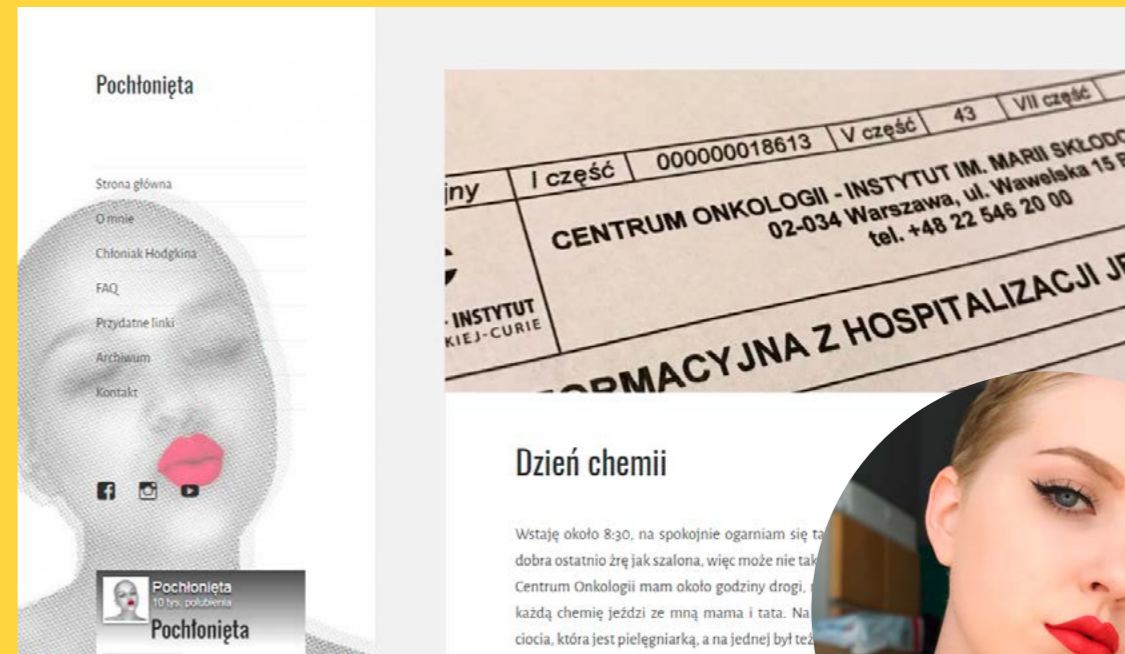 Pochłonięta
Strona główna
O mnie
Chłoniak Hodgkina
FAQ
Przydatne linki
Archiwum
Kontakt
Pochłonięta
10 tys. polubienia
Pochłonięta
I część 000000018613 V część 43 VII część
CENTRUM ONKOLOGII - INSTYTUT IM. MARII
02-034 Warszawa, ul. Wawelska 15
tel. +48 22 546 20 00
INSTYTUT
KIEJ-CURIE
ORMACYJNA Z HOSPITALIZACJI
Dzień chemii
Wstaję około 8:30, na spokojnie ogarniam się
dobra ostatnio żrę jak szalona, więc może nie tak
Centrum Onkologii mam około godziny drogi,
każdą chemię jeździ ze mną mama i tata. Na
ciocia, która jest pielęgniarką, a na jednej był też